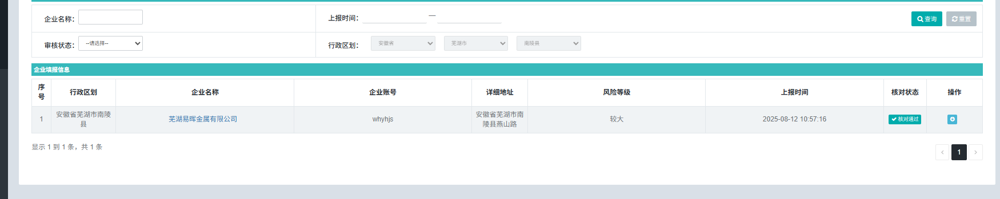 企业名称：
上报时间： —
查询 重置
审核状态： --请选择--
行政区划： 安徽省 芜湖市 南陵县
企业填报信息
序号 行政区划 企业名称 企业账号 详细地址 风险等级 上报时间 核对状态 操作
1 安徽省芜湖市南陵县 芜湖易晖金属有限公司 whyhjs 安徽省芜湖市南陵县燕山路 较大 2025-08-12 10:57:16 核对通过
显示 1 到 1 条，共 1 条
‹ 1 ›